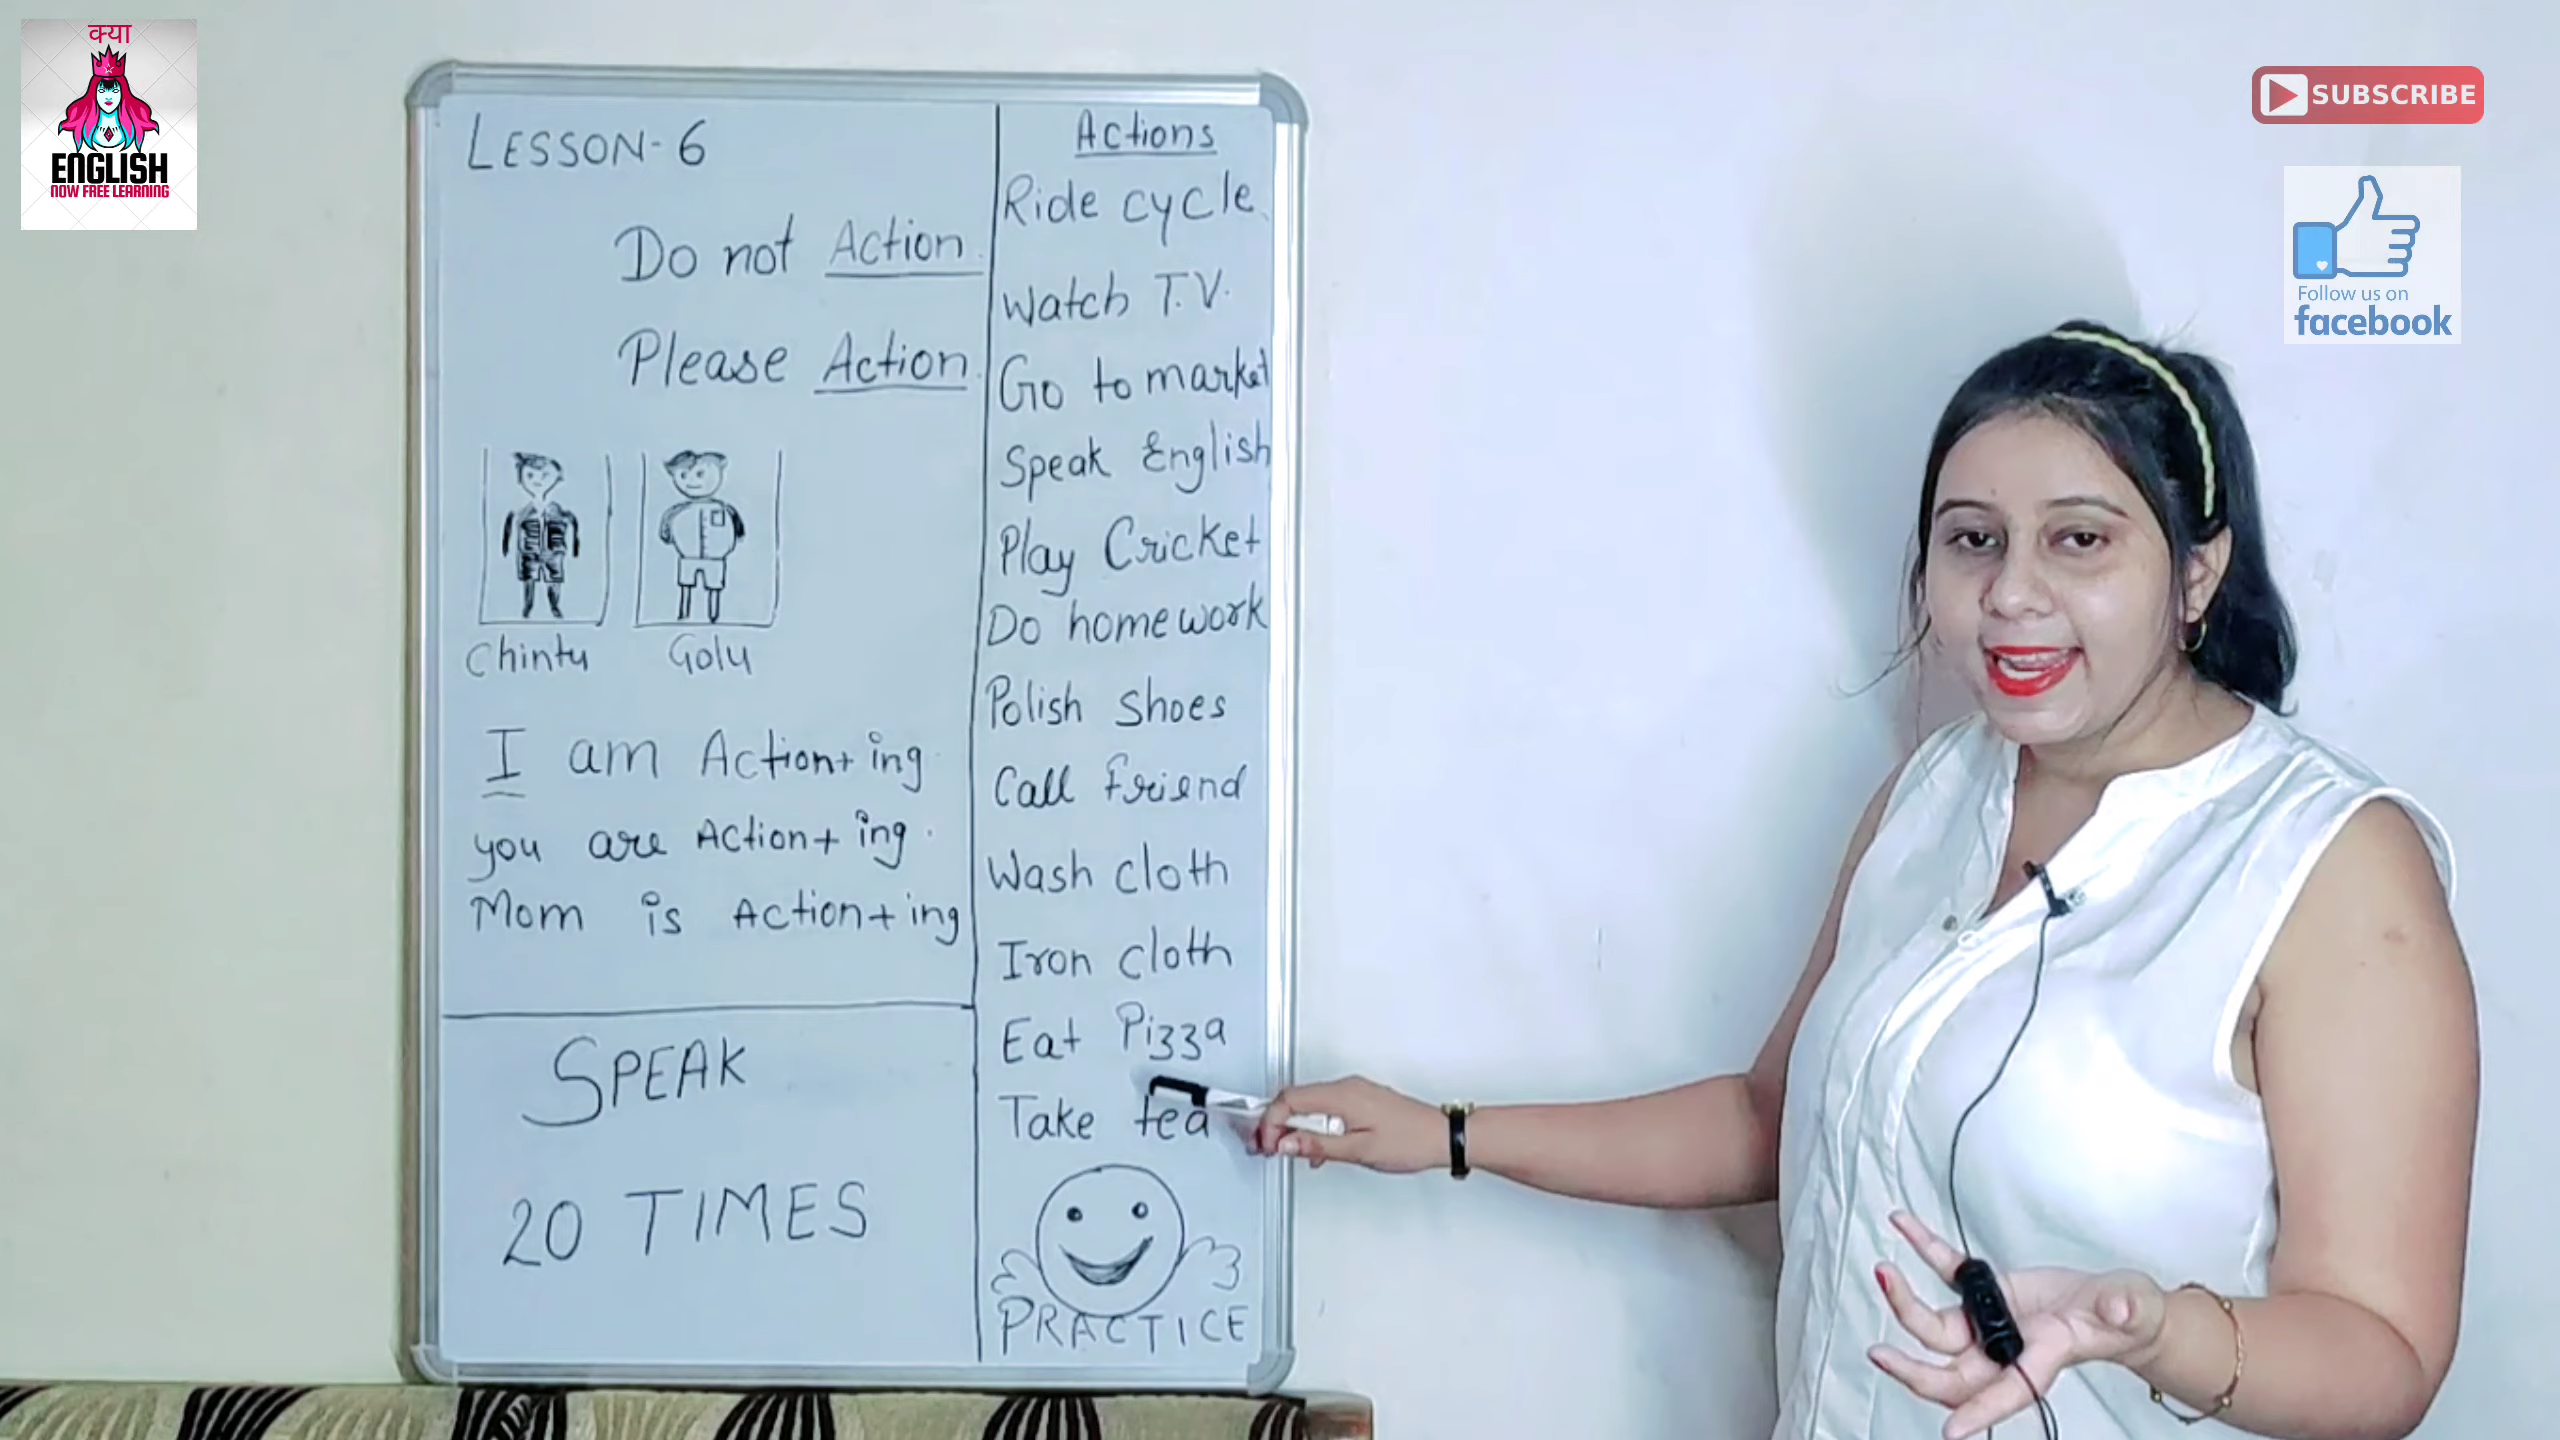 क्या
ENGLISH
NOW FREE LEARNING
SUBSCRIBE
Follow us on
facebook
LESSON-6
Do not Action.
Please Action.
Chintu
Golu
I am Action+ing.
you are Action+ing.
Mom is Action+ing
SPEAK
20 TIMES
Actions
Ride cycle
Watch T.V.
Go to market
Speak English
Play Cricket
Do homework
Polish Shoes
Call friend
Wash cloth
Iron cloth
Eat Pizza
Take tea
PRACTICE